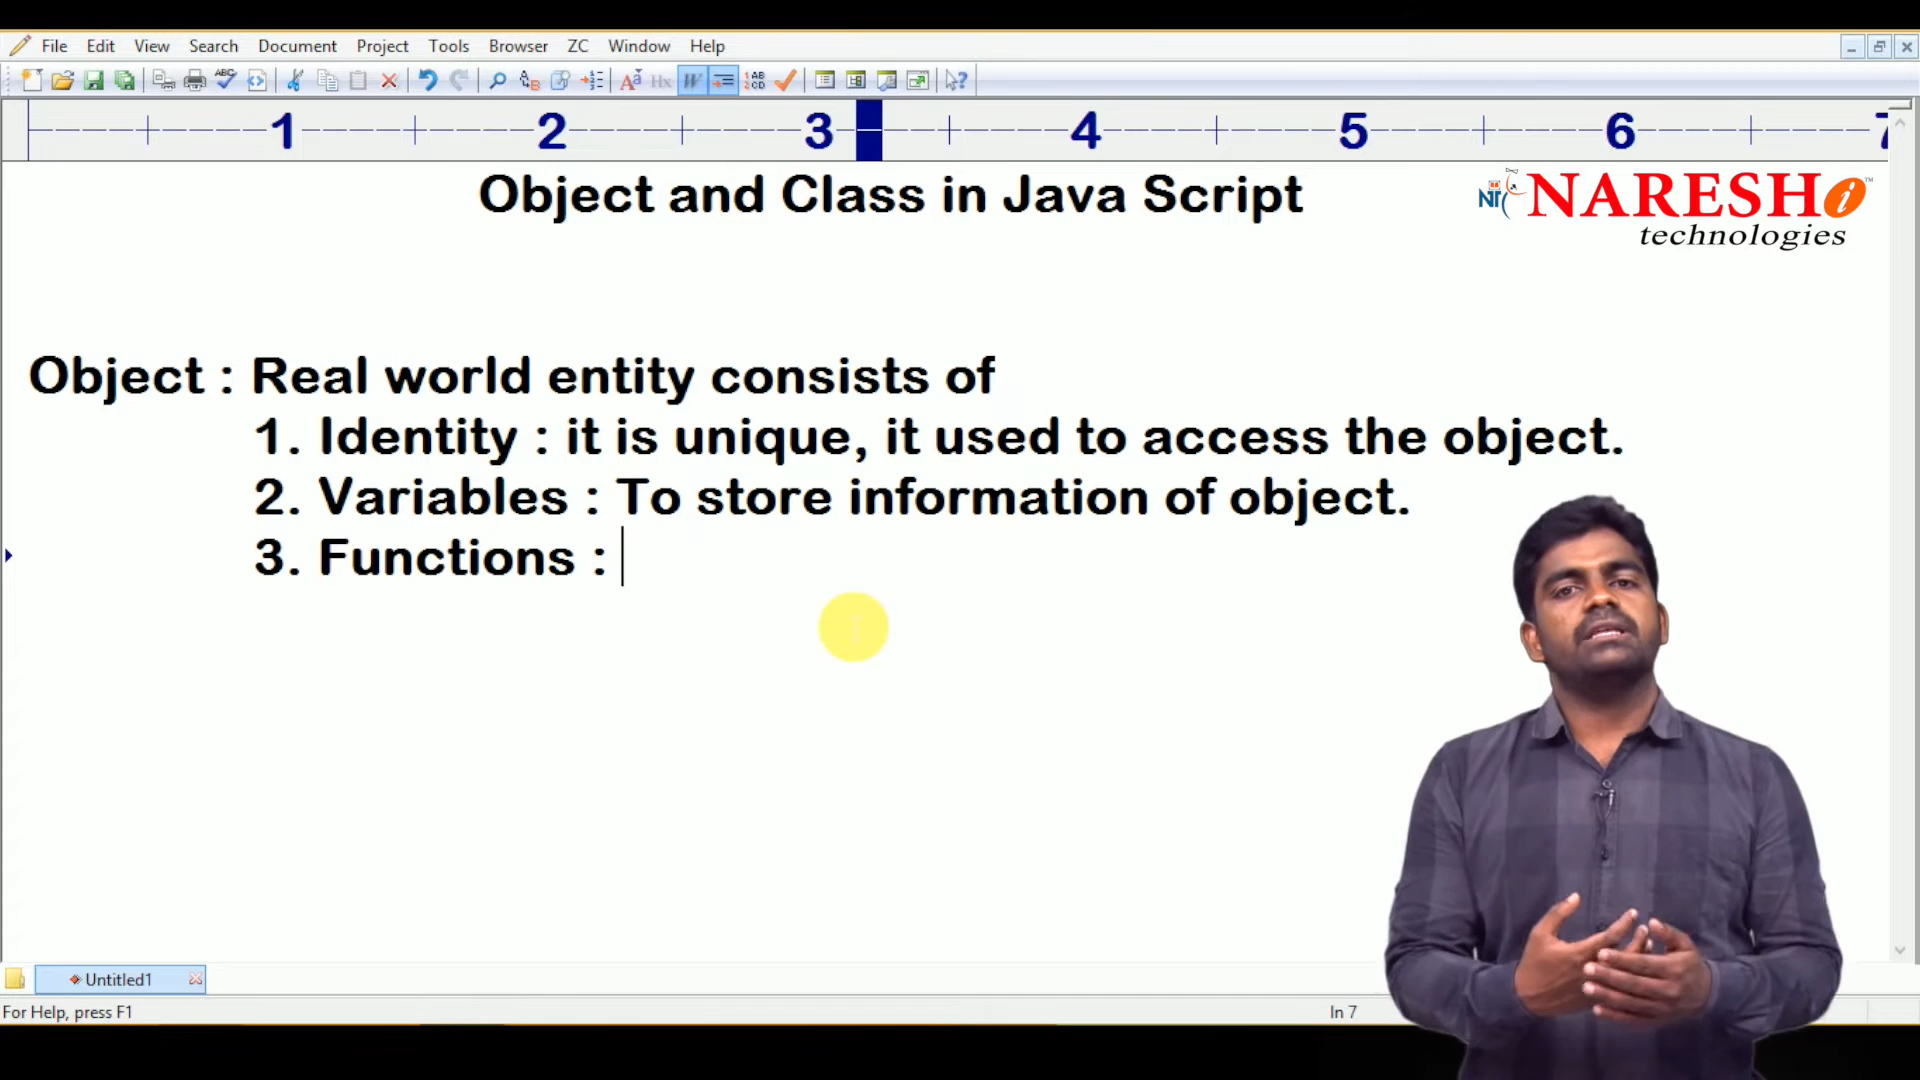 File Edit View Search Document Project Tools Browser ZC Window Help
1 2 3 4 5 6 7
Object and Class in Java Script
NARESH i ™
technologies
Object : Real world entity consists of
1. Identity : it is unique, it used to access the object.
2. Variables : To store information of object.
3. Functions :
Untitled1
For Help, press F1
ln 7